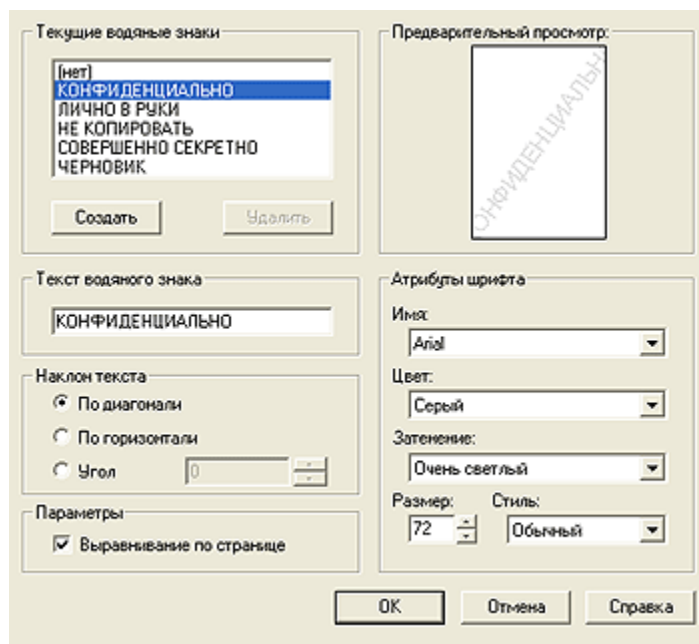 Текущие водяные знаки
(нет)
КОНФИДЕНЦИАЛЬНО
ЛИЧНО В РУКИ
НЕ КОПИРОВАТЬ
СОВЕРШЕННО СЕКРЕТНО
ЧЕРНОВИК
Создать
Удалить
Предварительный просмотр:
ОНФИДЕНЦИАЛЬН
Текст водяного знака
КОНФИДЕНЦИАЛЬНО
Наклон текста
По диагонали
По горизонтали
Угол
0
Параметры
Выравнивание по странице
Атрибуты шрифта
Имя:
Arial
Цвет:
Серый
Затенение:
Очень светлый
Размер: Стиль:
72 Обычный
OK Отмена Справка